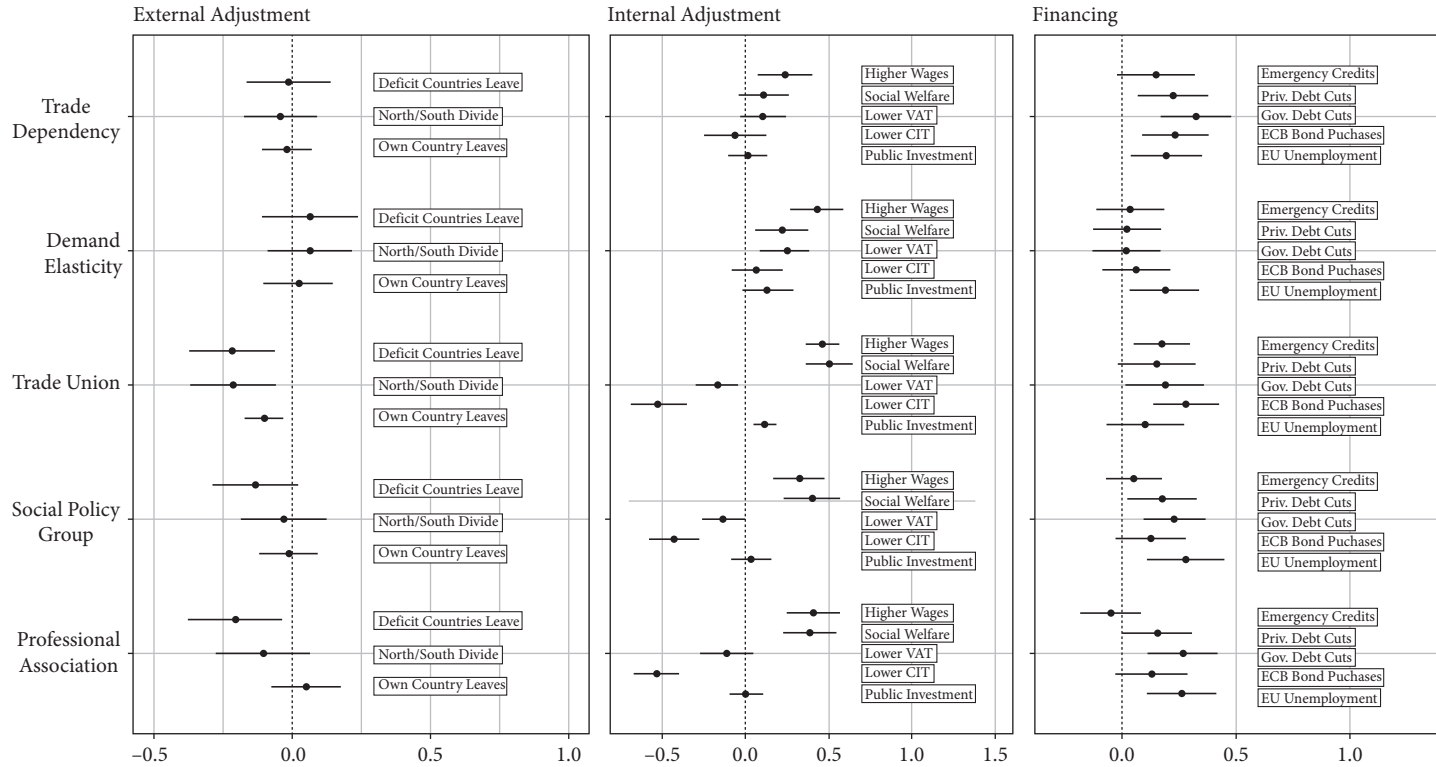 External Adjustment
Internal Adjustment
Financing
Trade
Dependency
Deficit Countries Leave
North/South Divide
Own Country Leaves
Higher Wages
Social Welfare
Lower VAT
Lower CIT
Public Investment
Emergency Credits
Priv. Debt Cuts
Gov. Debt Cuts
ECB Bond Puchases
EU Unemployment
Demand
Elasticity
Deficit Countries Leave
North/South Divide
Own Country Leaves
Higher Wages
Social Welfare
Lower VAT
Lower CIT
Public Investment
Emergency Credits
Priv. Debt Cuts
Gov. Debt Cuts
ECB Bond Puchases
EU Unemployment
Trade Union
Deficit Countries Leave
North/South Divide
Own Country Leaves
Higher Wages
Social Welfare
Lower VAT
Lower CIT
Public Investment
Emergency Credits
Priv. Debt Cuts
Gov. Debt Cuts
ECB Bond Puchases
EU Unemployment
Social Policy
Group
Deficit Countries Leave
North/South Divide
Own Country Leaves
Higher Wages
Social Welfare
Lower VAT
Lower CIT
Public Investment
Emergency Credits
Priv. Debt Cuts
Gov. Debt Cuts
ECB Bond Puchases
EU Unemployment
Professional
Association
Deficit Countries Leave
North/South Divide
Own Country Leaves
Higher Wages
Social Welfare
Lower VAT
Lower CIT
Public Investment
Emergency Credits
Priv. Debt Cuts
Gov. Debt Cuts
ECB Bond Puchases
EU Unemployment
–0.5 0.0 0.5 1.0
–0.5 0.0 0.5 1.0 1.5
0.0 0.5 1.0